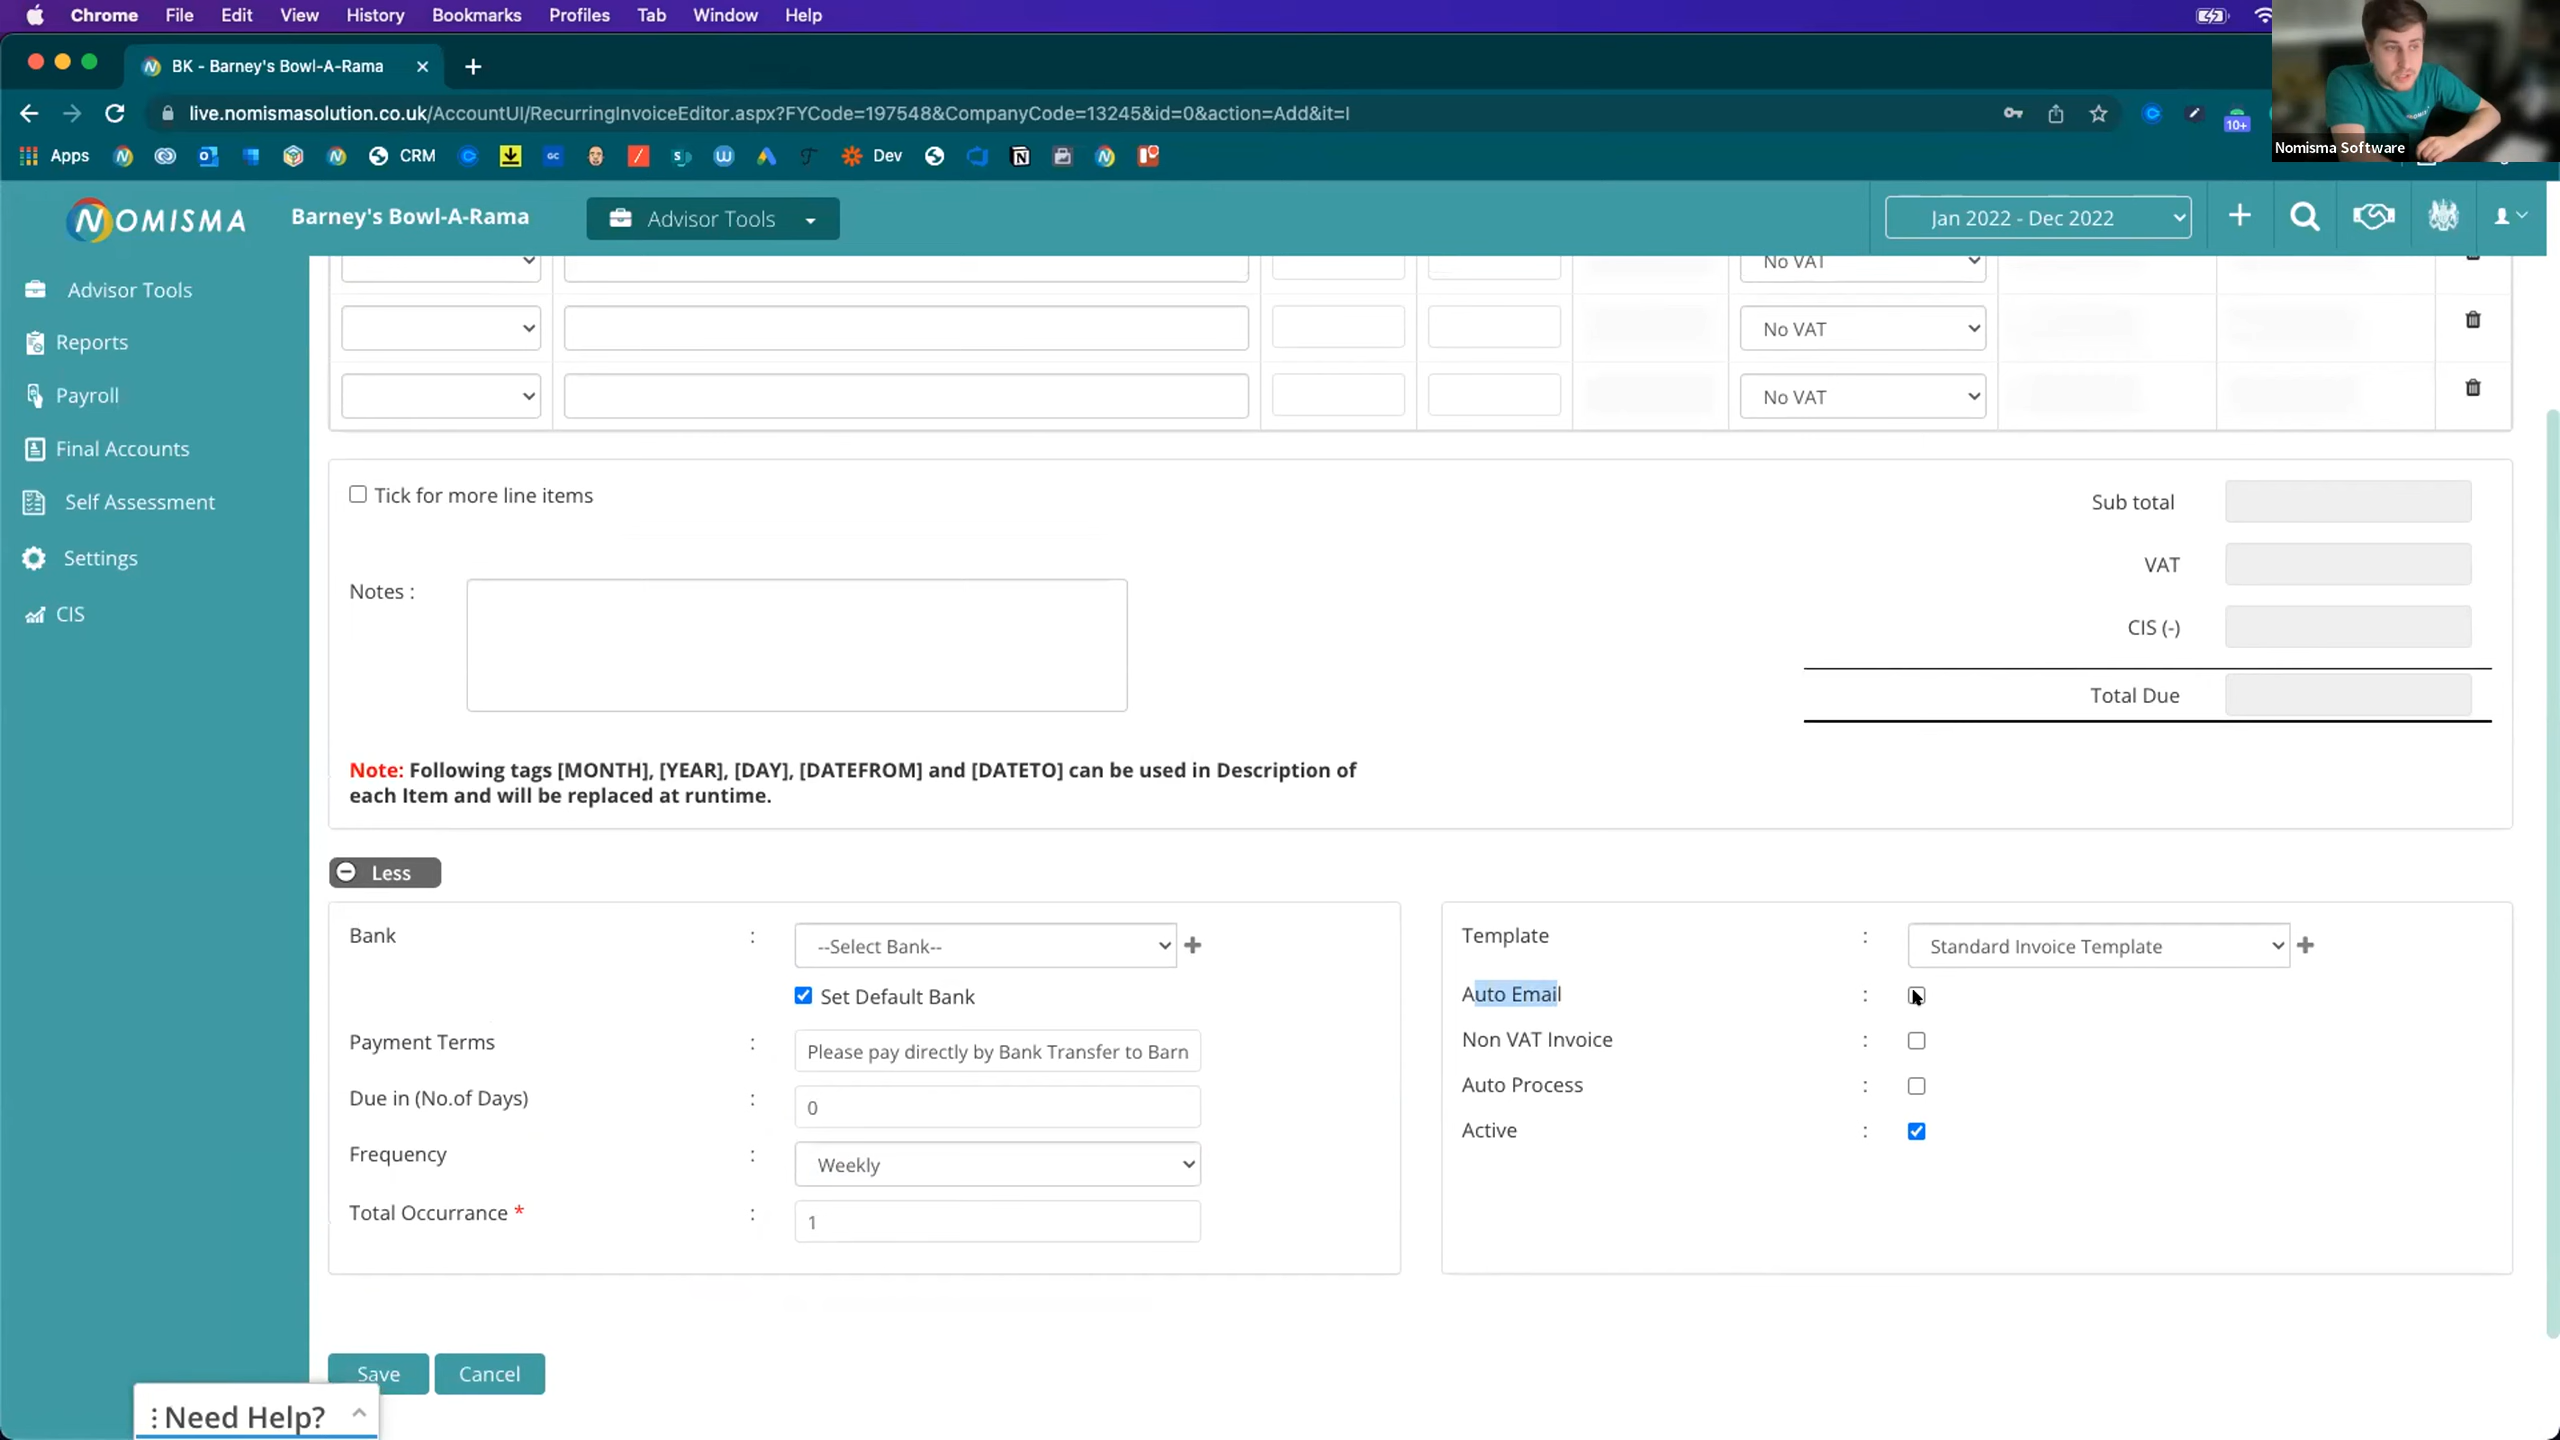 Chrome File Edit View History Bookmarks Profiles Tab Window Help
BK - Barney's Bowl-A-Rama
live.nomismasolution.co.uk/AccountUI/RecurringInvoiceEditor.aspx?FYCode=197548&CompanyCode=13245&id=0&action=Add&it=I
10+
Apps CRM GC Dev
Nomisma Software
NOMISMA Barney's Bowl-A-Rama Advisor Tools Jan 2022 - Dec 2022
Advisor Tools
Reports
Payroll
Final Accounts
Self Assessment
Settings
CIS
No VAT
No VAT
No VAT
Tick for more line items
Sub total
VAT
Notes :
CIS (-)
Total Due
Note: Following tags [MONTH], [YEAR], [DAY], [DATEFROM] and [DATETO] can be used in Description of
each Item and will be replaced at runtime.
Less
Bank : --Select Bank--
Set Default Bank
Payment Terms : Please pay directly by Bank Transfer to Barn
Due in (No.of Days) : 0
Frequency : Weekly
Total Occurrance * : 1
Template : Standard Invoice Template
Auto Email :
Non VAT Invoice :
Auto Process :
Active :
Save Cancel
Need Help?